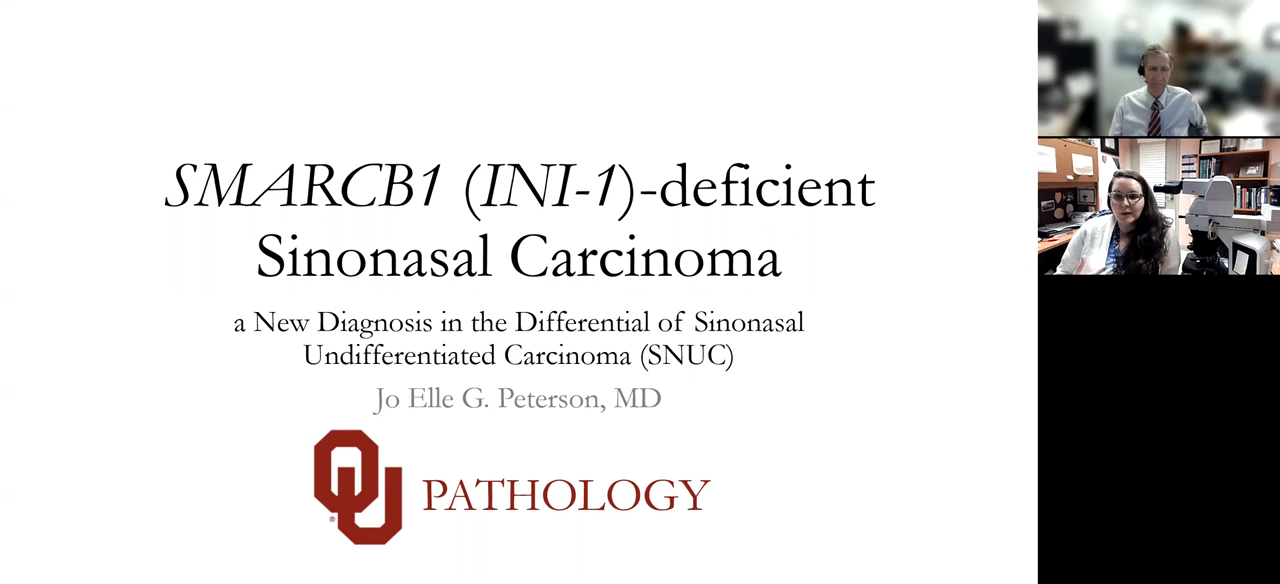 SMARCB1 (INI-1)-deficient
Sinonasal Carcinoma
a New Diagnosis in the Differential of Sinonasal
Undifferentiated Carcinoma (SNUC)
Jo Elle G. Peterson, MD
OU
®
PATHOLOGY